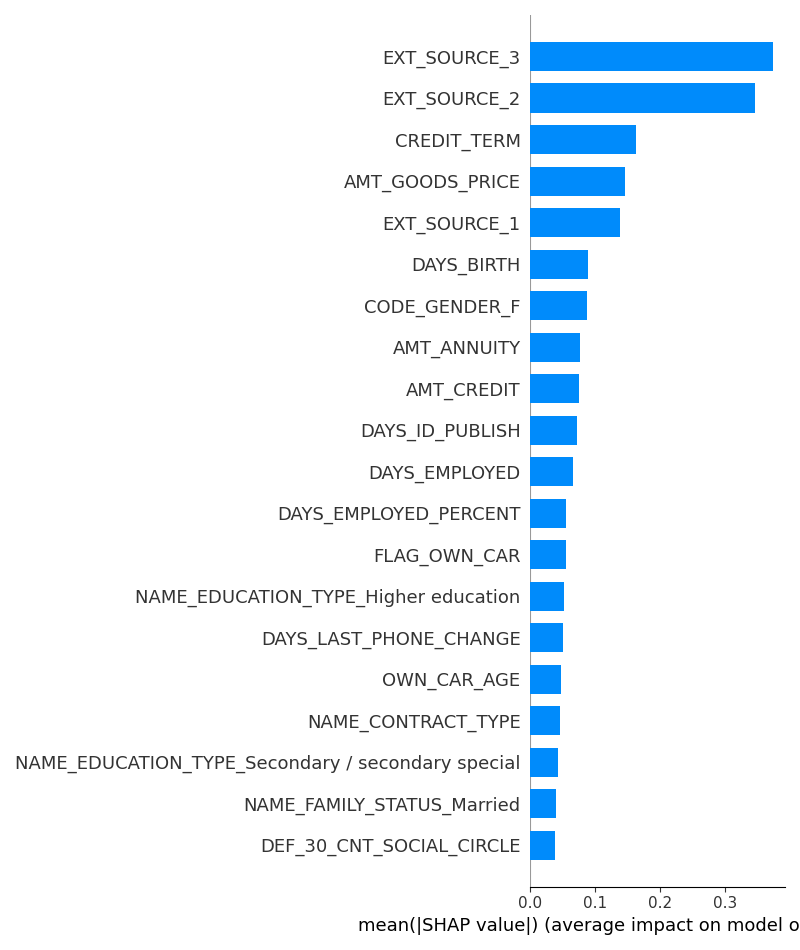 EXT_SOURCE_3
EXT_SOURCE_2
CREDIT_TERM
AMT_GOODS_PRICE
EXT_SOURCE_1
DAYS_BIRTH
CODE_GENDER_F
AMT_ANNUITY
AMT_CREDIT
DAYS_ID_PUBLISH
DAYS_EMPLOYED
DAYS_EMPLOYED_PERCENT
FLAG_OWN_CAR
NAME_EDUCATION_TYPE_Higher education
DAYS_LAST_PHONE_CHANGE
OWN_CAR_AGE
NAME_CONTRACT_TYPE
NAME_EDUCATION_TYPE_Secondary / secondary special
NAME_FAMILY_STATUS_Married
DEF_30_CNT_SOCIAL_CIRCLE
0.0 0.1 0.2 0.3
mean(|SHAP value|) (average impact on model o